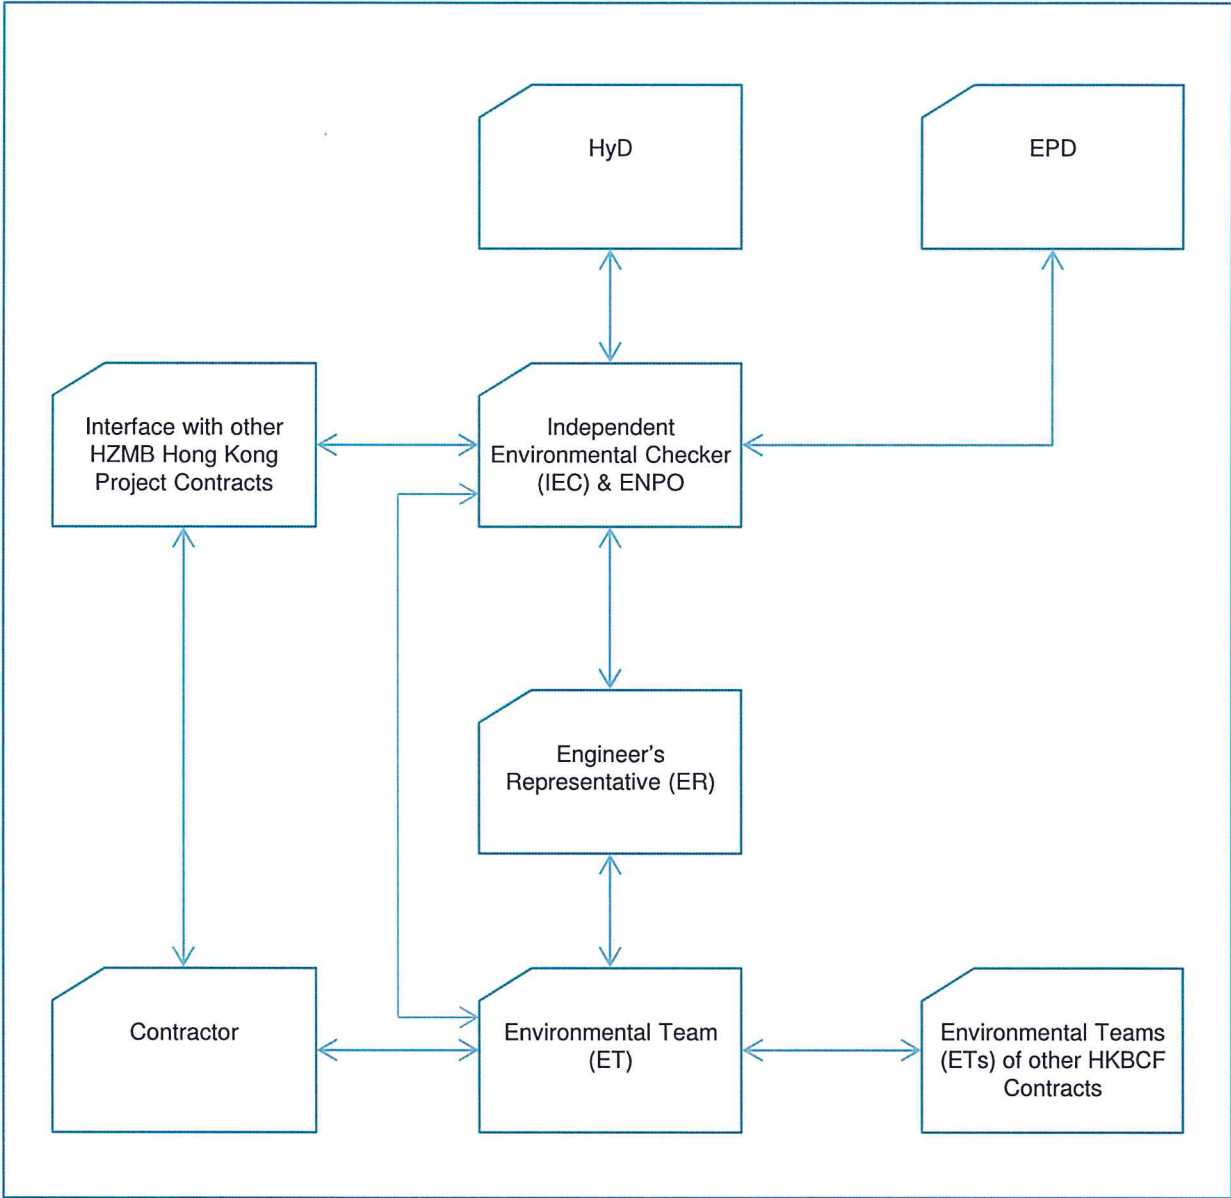 HyD
EPD
Interface with other
HZMB Hong Kong
Project Contracts
Independent
Environmental Checker
(IEC) & ENPO
Engineer's
Representative (ER)
Contractor
Environmental Team
(ET)
Environmental Teams
(ETs) of other HKBCF
Contracts